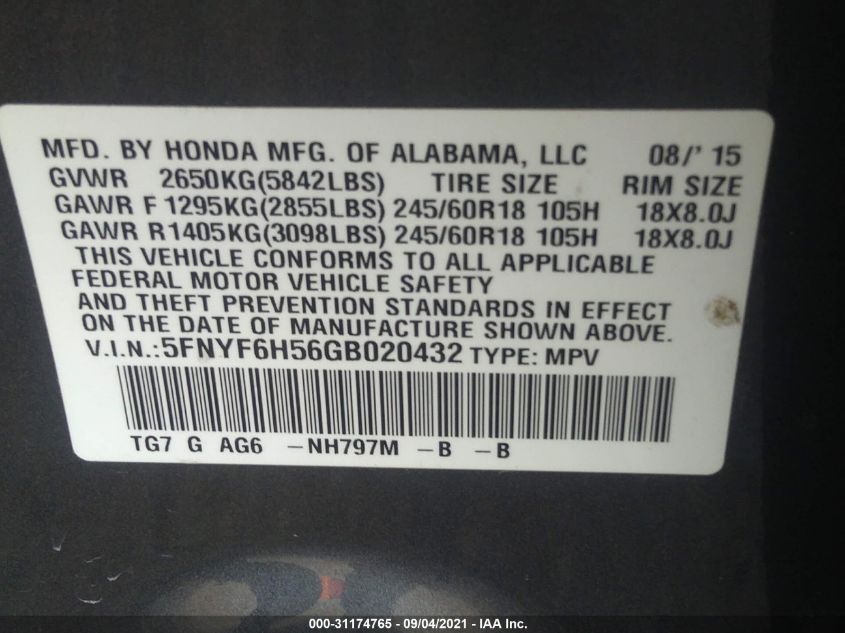 MFD. BY HONDA MFG. OF ALABAMA, LLC 08/' 15
GVWR 2650KG(5842LBS) TIRE SIZE RIM SIZE
GAWR F 1295KG(2855LBS) 245/60R18 105H 18X8.0J
GAWR R1405KG(3098LBS) 245/60R18 105H 18X8.0J
THIS VEHICLE CONFORMS TO ALL APPLICABLE
FEDERAL MOTOR VEHICLE SAFETY
AND THEFT PREVENTION STANDARDS IN EFFECT
ON THE DATE OF MANUFACTURE SHOWN ABOVE.
V.I.N.:5FNYF6H56GB020432 TYPE: MPV
TG7 G AG6 -NH797M -B -B
000-31174765 - 09/04/2021 - IAA Inc.